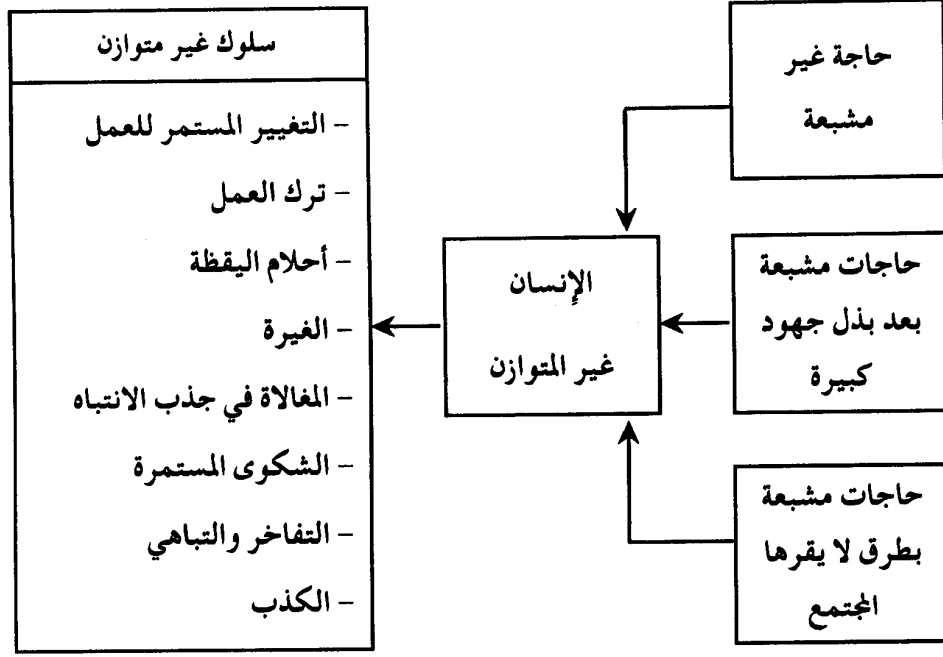 حاجة غير
مشبعة
حاجات مشبعة
بعد بذل جهود
كبيرة
حاجات مشبعة
بطرق لا يقرها
المجتمع
الإنسان
غير المتوازن
سلوك غير متوازن
– التغيير المستمر للعمل
– ترك العمل
– أحلام اليقظة
– الغيرة
– المغالاة في جذب الانتباه
– الشكوى المستمرة
– التفاخر والتباهي
– الكذب